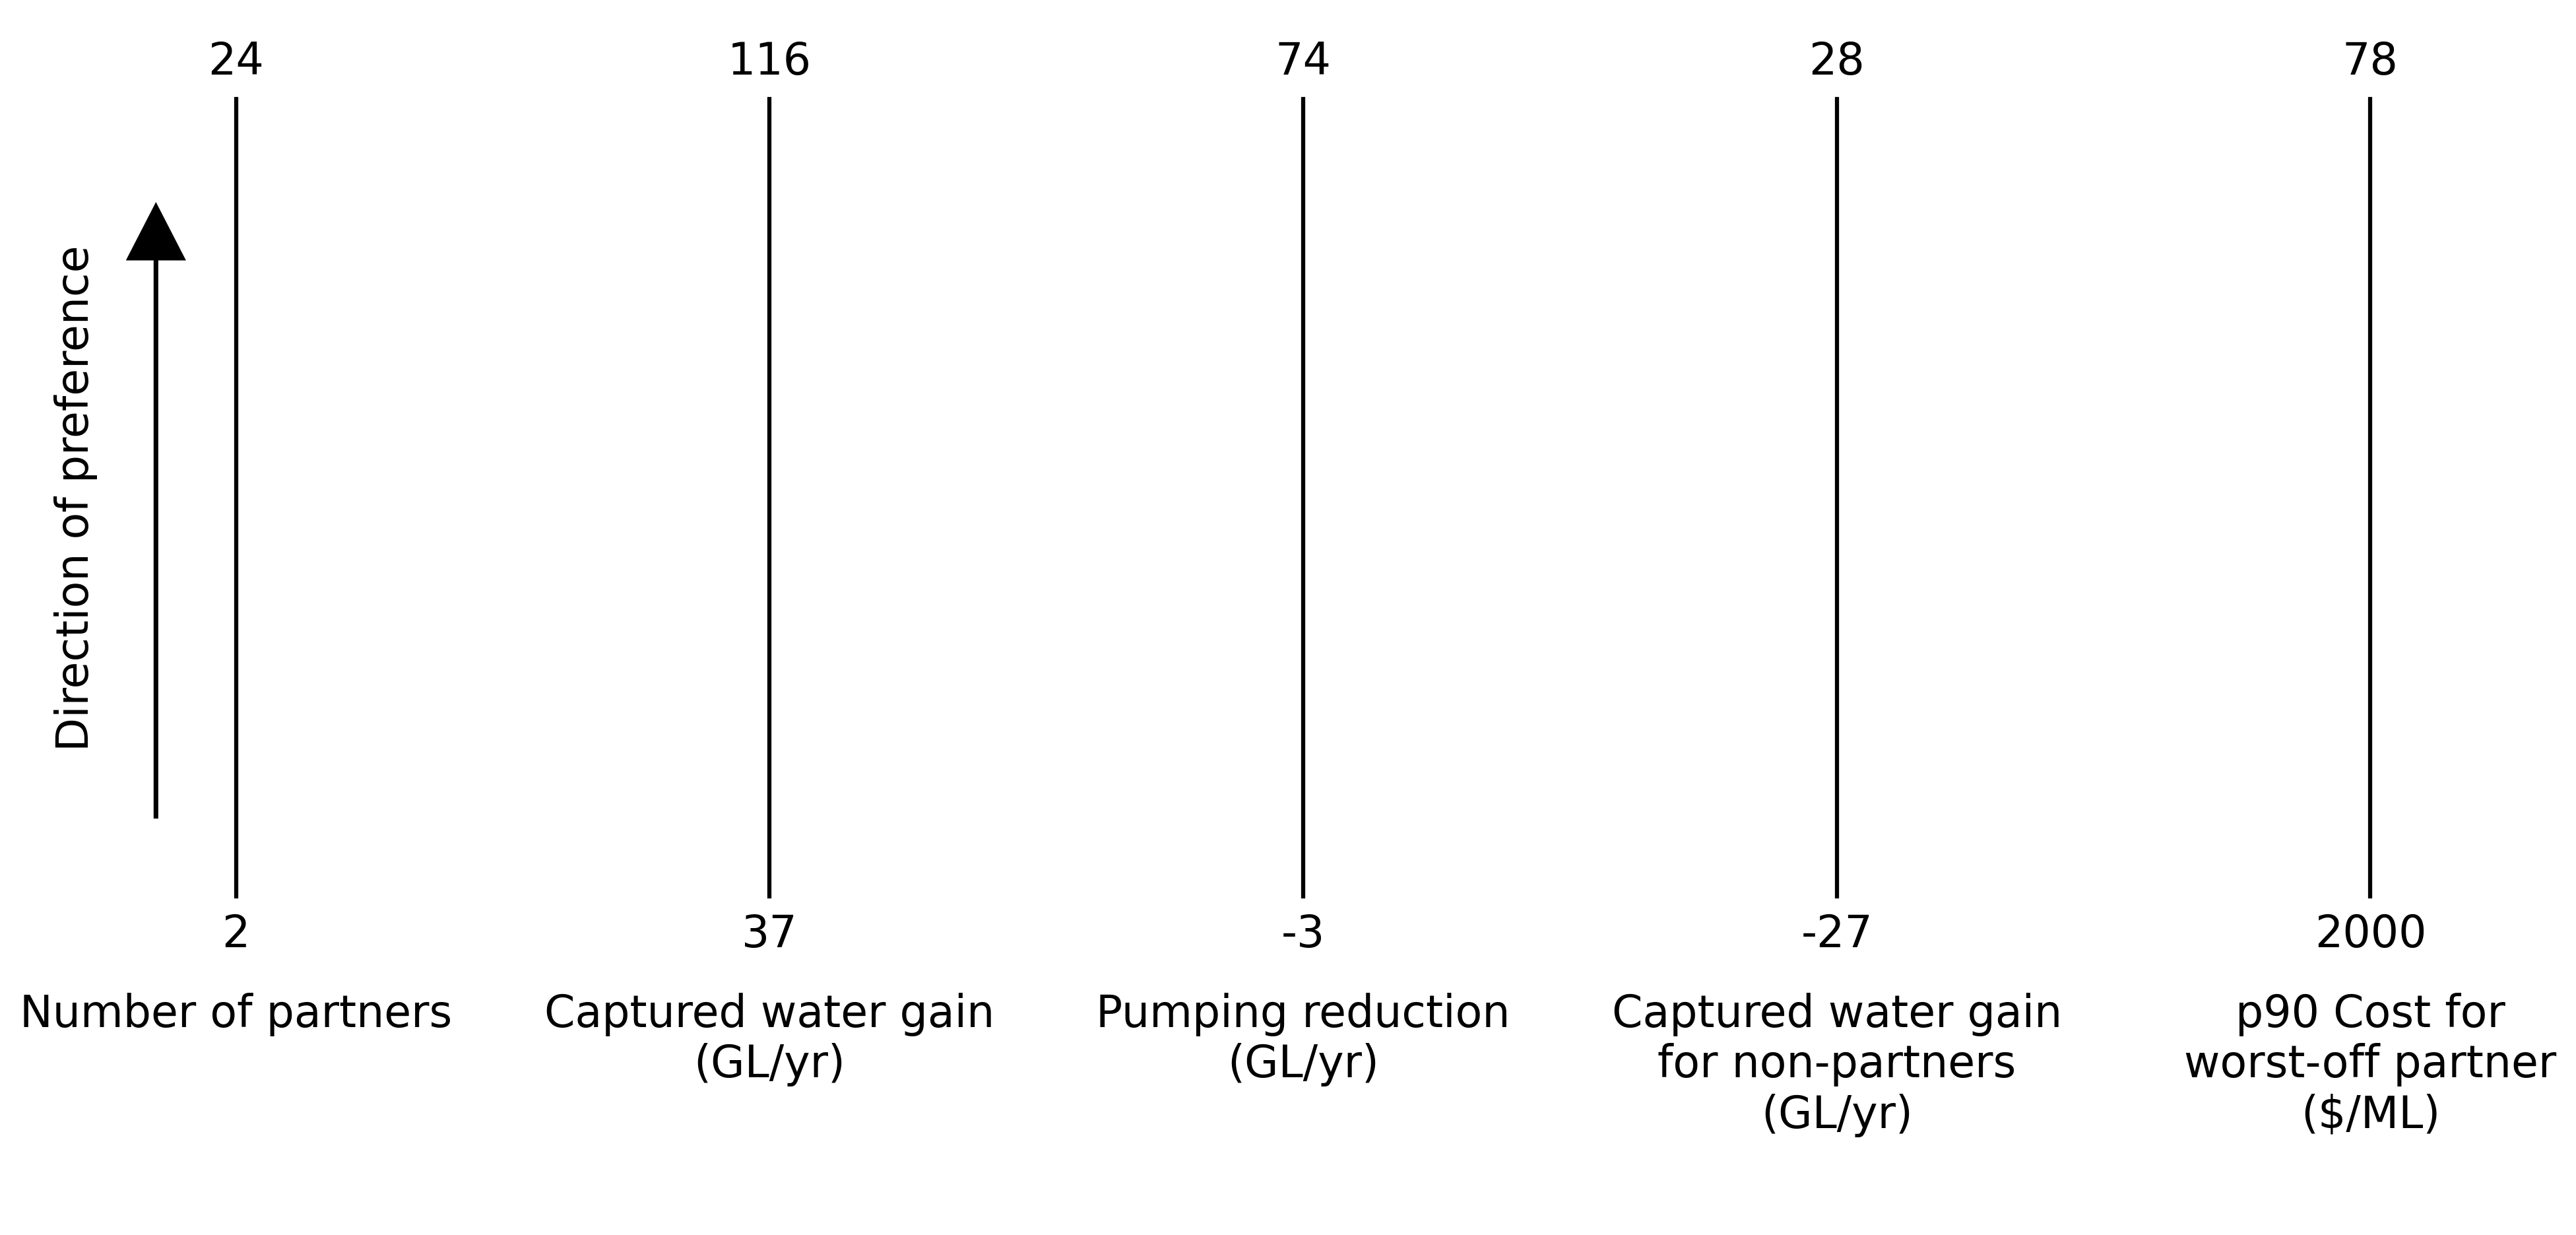 24
116
74
28
78
Direction of preference
2
37
-3
-27
2000
Number of partners
Captured water gain
(GL/yr)
Pumping reduction
(GL/yr)
Captured water gain
for non-partners
(GL/yr)
p90 Cost for
worst-off partner
($/ML)